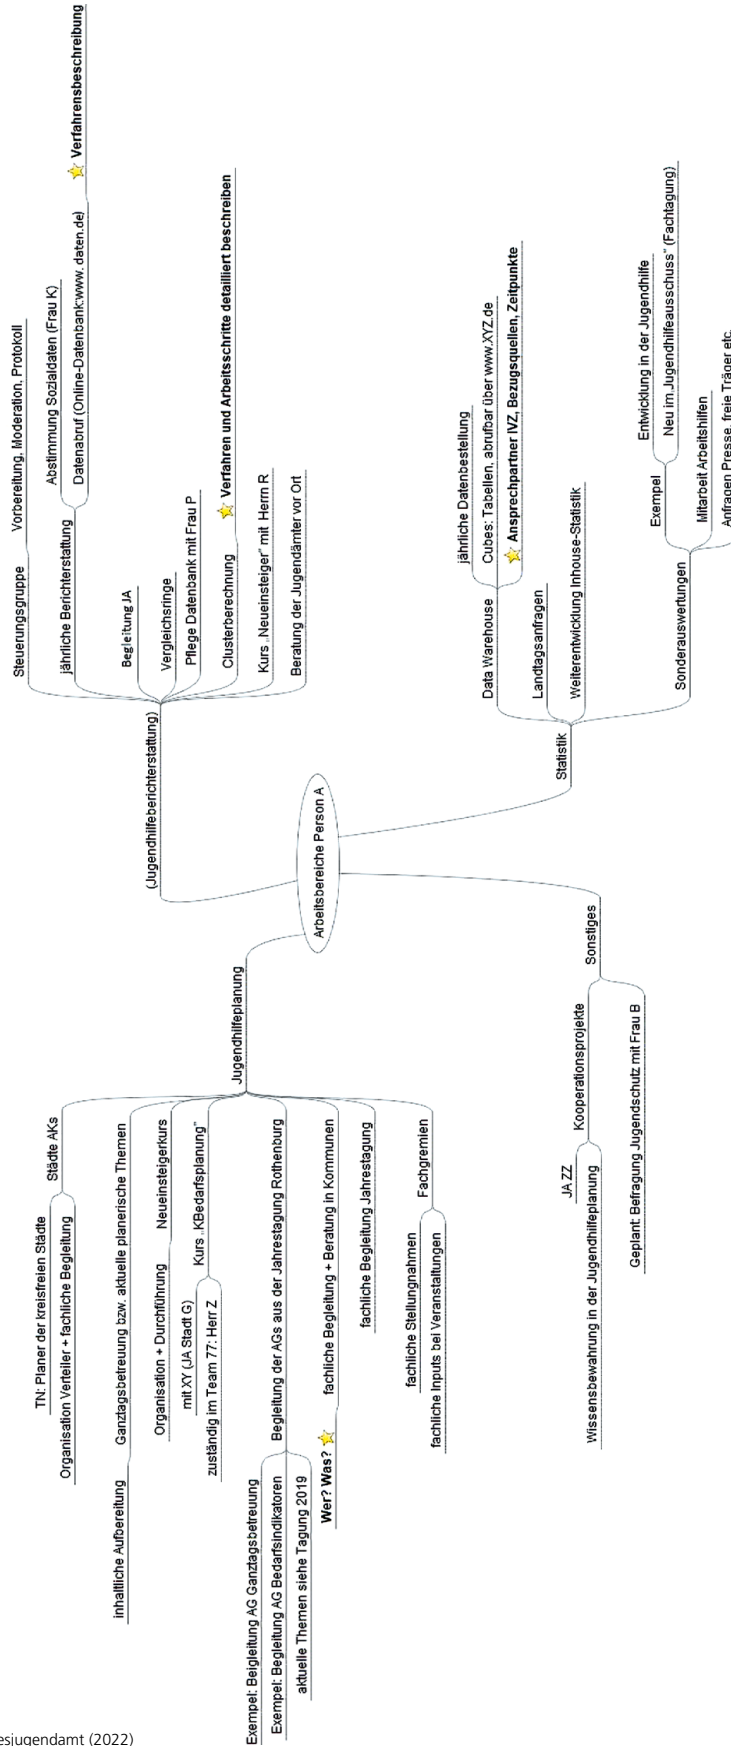 Arbeitsbereiche Person A
(Jugendhilfeberichterstattung)
Steuerungsgruppe
Vorbereitung, Moderation, Protokoll
jährliche Berichterstattung
Abstimmung Sozialdaten (Frau K)
Datenabruf (Online-Datenbank:www. daten.de)
Verfahrensbeschreibung
Begleitung JA
Vergleichsringe
Pflege Datenbank mit Frau P
Clusterberechnung
Verfahren und Arbeitsschritte detailliert beschreiben
Kurs „Neueinsteiger" mit Herrn R
Beratung der Jugendämter vor Ort
Statistik
Data Warehouse
jährliche Datenbestellung
Cubes: Tabellen, abrufbar über www.XYZ.de
Ansprechpartner IVZ, Bezugsquellen, Zeitpunkte
Landtagsanfragen
Weiterentwicklung Inhouse-Statistik
Sonderauswertungen
Exempel
Entwicklung in der Jugendhilfe
Neu im Jugendhilfeausschuss" (Fachtagung)
Mitarbeit Arbeitshilfen
Anfragen Presse, freie Träger etc.
Jugendhilfeplanung
Städte AKs
TN: Planer der kreisfreien Städte
Organisation Verteiler + fachliche Begleitung
Ganztagsbetreuung bzw. aktuelle planerische Themen
inhaltliche Aufbereitung
Neueinsteigerkurs
Organisation + Durchführung
Kurs „KBedarfsplanung"
mit XY (JA Stadt G)
zuständig im Team 77: Herr Z
Begleitung der AGs aus der Jahrestagung Rothenburg
Exempel: Beigleitung AG Ganztagsbetreuung
Exempel: Begleitung AG Bedarfsindikatoren
aktuelle Themen siehe Tagung 2019
fachliche Begleitung + Beratung in Kommunen
Wer? Was?
fachliche Begleitung Jahrestagung
Fachgremien
fachliche Stellungnahmen
fachliche Inputs bei Veranstaltungen
Sonstiges
Kooperationsprojekte
JA ZZ
Wissensbewahrung in der Jugendhilfeplanung
Geplant: Befragung Jugendschutz mit Frau B
esjugendamt (2022)